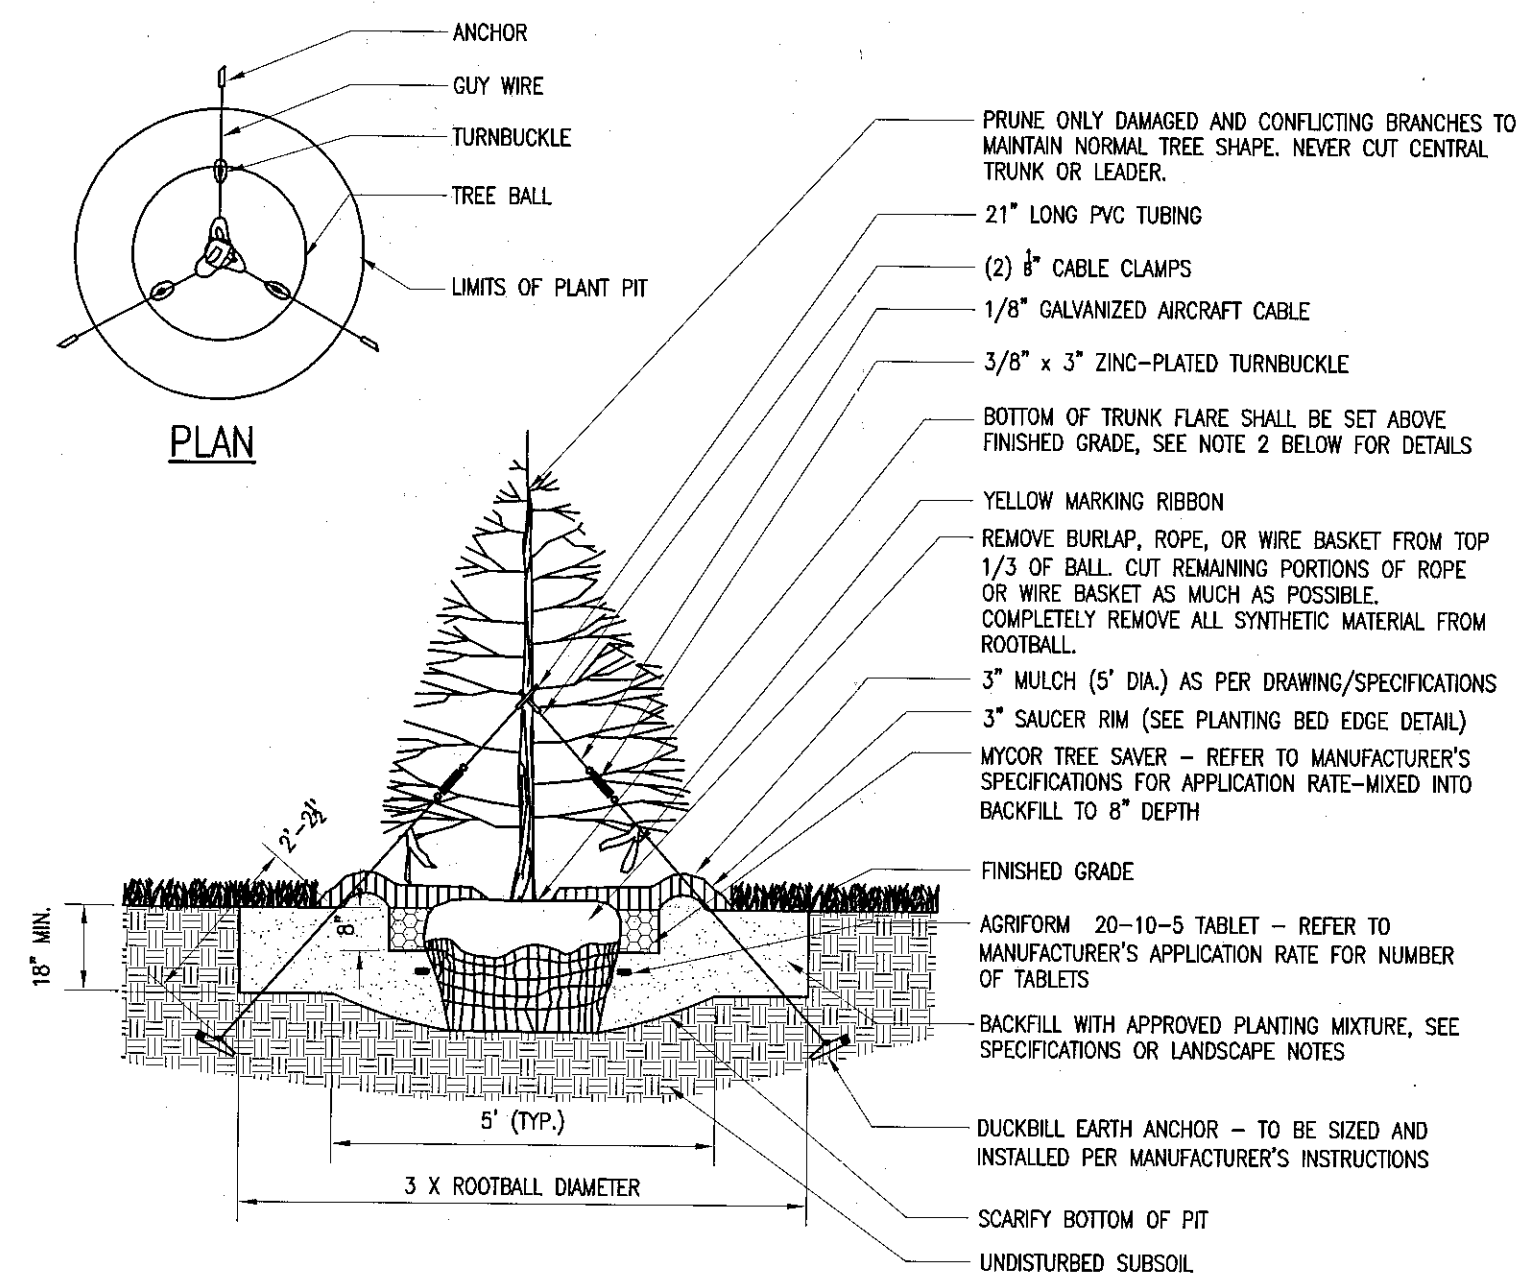 ANCHOR
GUY WIRE
TURNBUCKLE
TREE BALL
LIMITS OF PLANT PIT
PLAN
PRUNE ONLY DAMAGED AND CONFLICTING BRANCHES TO
MAINTAIN NORMAL TREE SHAPE. NEVER CUT CENTRAL
TRUNK OR LEADER.
21" LONG PVC TUBING
(2) 1/8" CABLE CLAMPS
1/8" GALVANIZED AIRCRAFT CABLE
3/8" x 3" ZINC-PLATED TURNBUCKLE
BOTTOM OF TRUNK FLARE SHALL BE SET ABOVE
FINISHED GRADE, SEE NOTE 2 BELOW FOR DETAILS
YELLOW MARKING RIBBON
REMOVE BURLAP, ROPE, OR WIRE BASKET FROM TOP
1/3 OF BALL. CUT REMAINING PORTIONS OF ROPE
OR WIRE BASKET AS MUCH AS POSSIBLE.
COMPLETELY REMOVE ALL SYNTHETIC MATERIAL FROM
ROOTBALL.
3" MULCH (5' DIA.) AS PER DRAWING/SPECIFICATIONS
3" SAUCER RIM (SEE PLANTING BED EDGE DETAIL)
MYCOR TREE SAVER - REFER TO MANUFACTURER'S
SPECIFICATIONS FOR APPLICATION RATE-MIXED INTO
BACKFILL TO 8" DEPTH
FINISHED GRADE
AGRIFORM 20-10-5 TABLET - REFER TO
MANUFACTURER'S APPLICATION RATE FOR NUMBER
OF TABLETS
BACKFILL WITH APPROVED PLANTING MIXTURE, SEE
SPECIFICATIONS OR LANDSCAPE NOTES
DUCKBILL EARTH ANCHOR - TO BE SIZED AND
INSTALLED PER MANUFACTURER'S INSTRUCTIONS
SCARIFY BOTTOM OF PIT
UNDISTURBED SUBSOIL
18" MIN.
8"
5' (TYP.)
3 X ROOTBALL DIAMETER